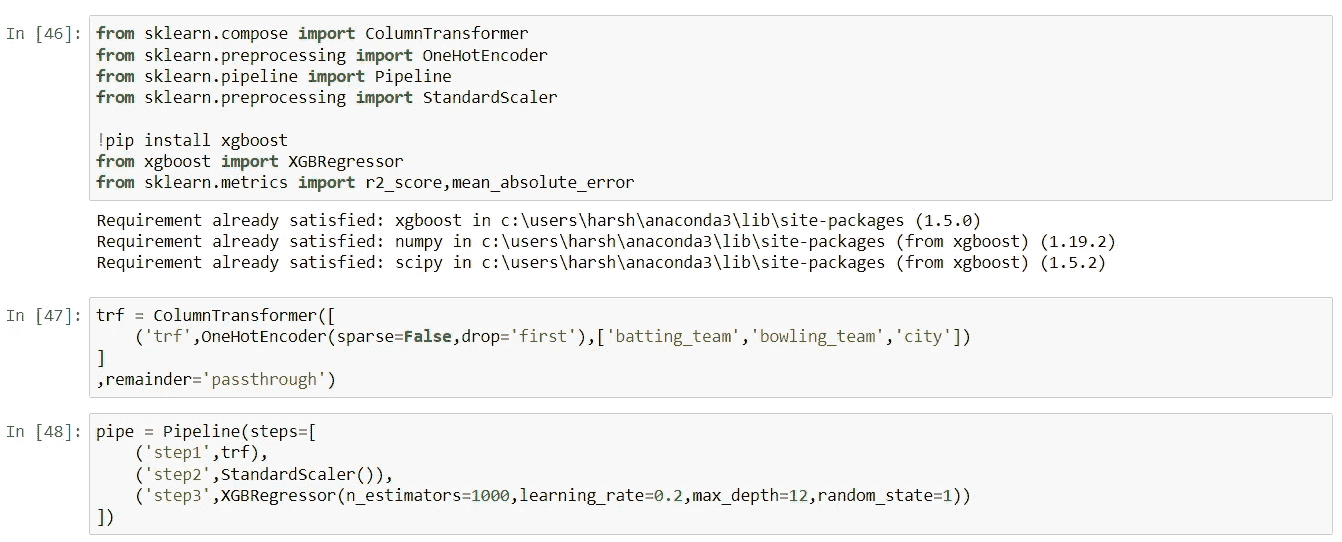 In [46]: from sklearn.compose import ColumnTransformer
from sklearn.preprocessing import OneHotEncoder
from sklearn.pipeline import Pipeline
from sklearn.preprocessing import StandardScaler
!pip install xgboost
from xgboost import XGBRegressor
from sklearn.metrics import r2_score,mean_absolute_error
Requirement already satisfied: xgboost in c:\users\harsh\anaconda3\lib\site-packages (1.5.0)
Requirement already satisfied: numpy in c:\users\harsh\anaconda3\lib\site-packages (from xgboost) (1.19.2)
Requirement already satisfied: scipy in c:\users\harsh\anaconda3\lib\site-packages (from xgboost) (1.5.2)
In [47]: trf = ColumnTransformer([
('trf',OneHotEncoder(sparse=False,drop='first'),['batting_team','bowling_team','city'])
]
,remainder='passthrough')
In [48]: pipe = Pipeline(steps=[
('step1',trf),
('step2',StandardScaler()),
('step3',XGBRegressor(n_estimators=1000,learning_rate=0.2,max_depth=12,random_state=1))
])